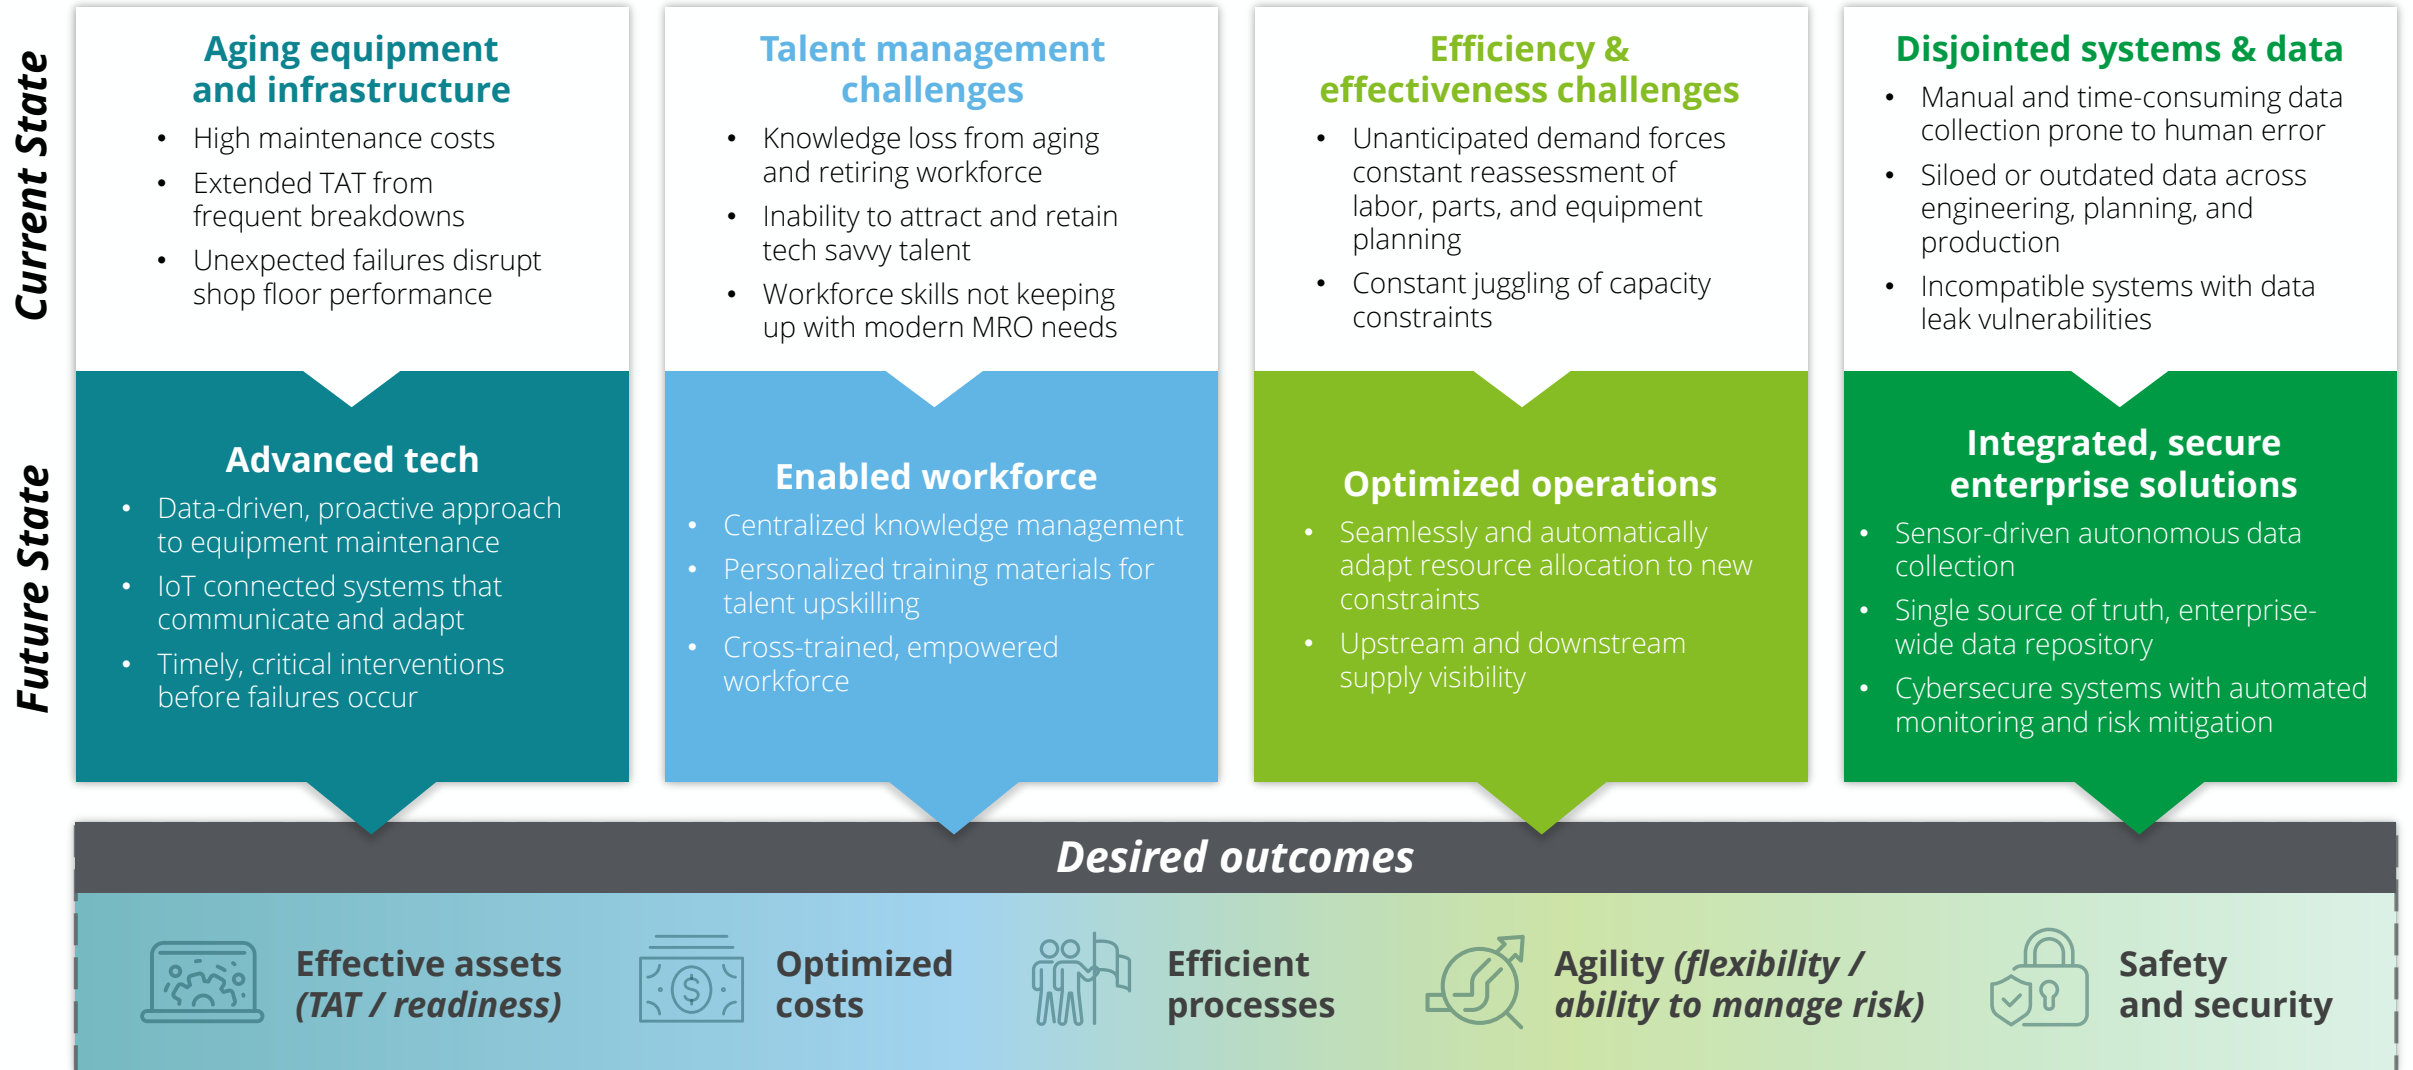 Current State
Aging equipment
and infrastructure
• High maintenance costs
• Extended TAT from
frequent breakdowns
• Unexpected failures disrupt
shop floor performance
Talent management
challenges
• Knowledge loss from aging
and retiring workforce
• Inability to attract and retain
tech savvy talent
• Workforce skills not keeping
up with modern MRO needs
Efficiency &
effectiveness challenges
• Unanticipated demand forces
constant reassessment of
labor, parts, and equipment
planning
• Constant juggling of capacity
constraints
Disjointed systems & data
• Manual and time-consuming data
collection prone to human error
• Siloed or outdated data across
engineering, planning, and
production
• Incompatible systems with data
leak vulnerabilities
Future State
Advanced tech
• Data-driven, proactive approach
to equipment maintenance
• IoT connected systems that
communicate and adapt
• Timely, critical interventions
before failures occur
Enabled workforce
• Centralized knowledge management
• Personalized training materials for
talent upskilling
• Cross-trained, empowered
workforce
Optimized operations
• Seamlessly and automatically
adapt resource allocation to new
constraints
• Upstream and downstream
supply visibility
Integrated, secure
enterprise solutions
• Sensor-driven autonomous data
collection
• Single source of truth, enterprise-
wide data repository
• Cybersecure systems with automated
monitoring and risk mitigation
Desired outcomes
Effective assets
(TAT / readiness)
$
Optimized
costs
Efficient
processes
Agility (flexibility /
ability to manage risk)
Safety
and security